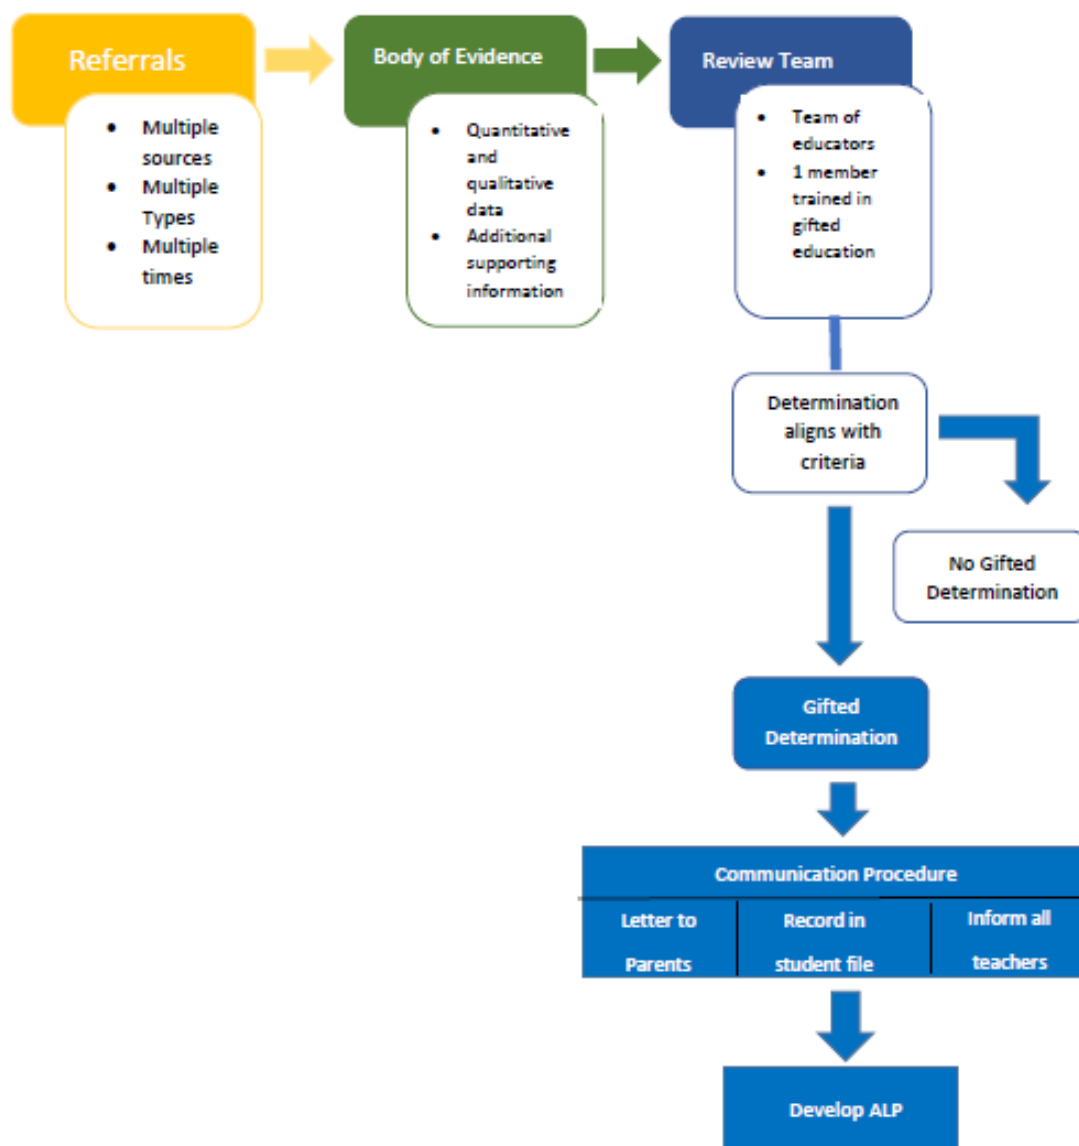 Referrals
• Multiple
sources
• Multiple
Types
• Multiple
times
Body of Evidence
• Quantitative
and
qualitative
data
• Additional
supporting
information
Review Team
• Team of
educators
• 1 member
trained in
gifted
education
Determination
aligns with
criteria
No Gifted
Determination
Gifted
Determination
Communication Procedure
Letter to
Parents
Record in
student file
Inform all
teachers
Develop ALP